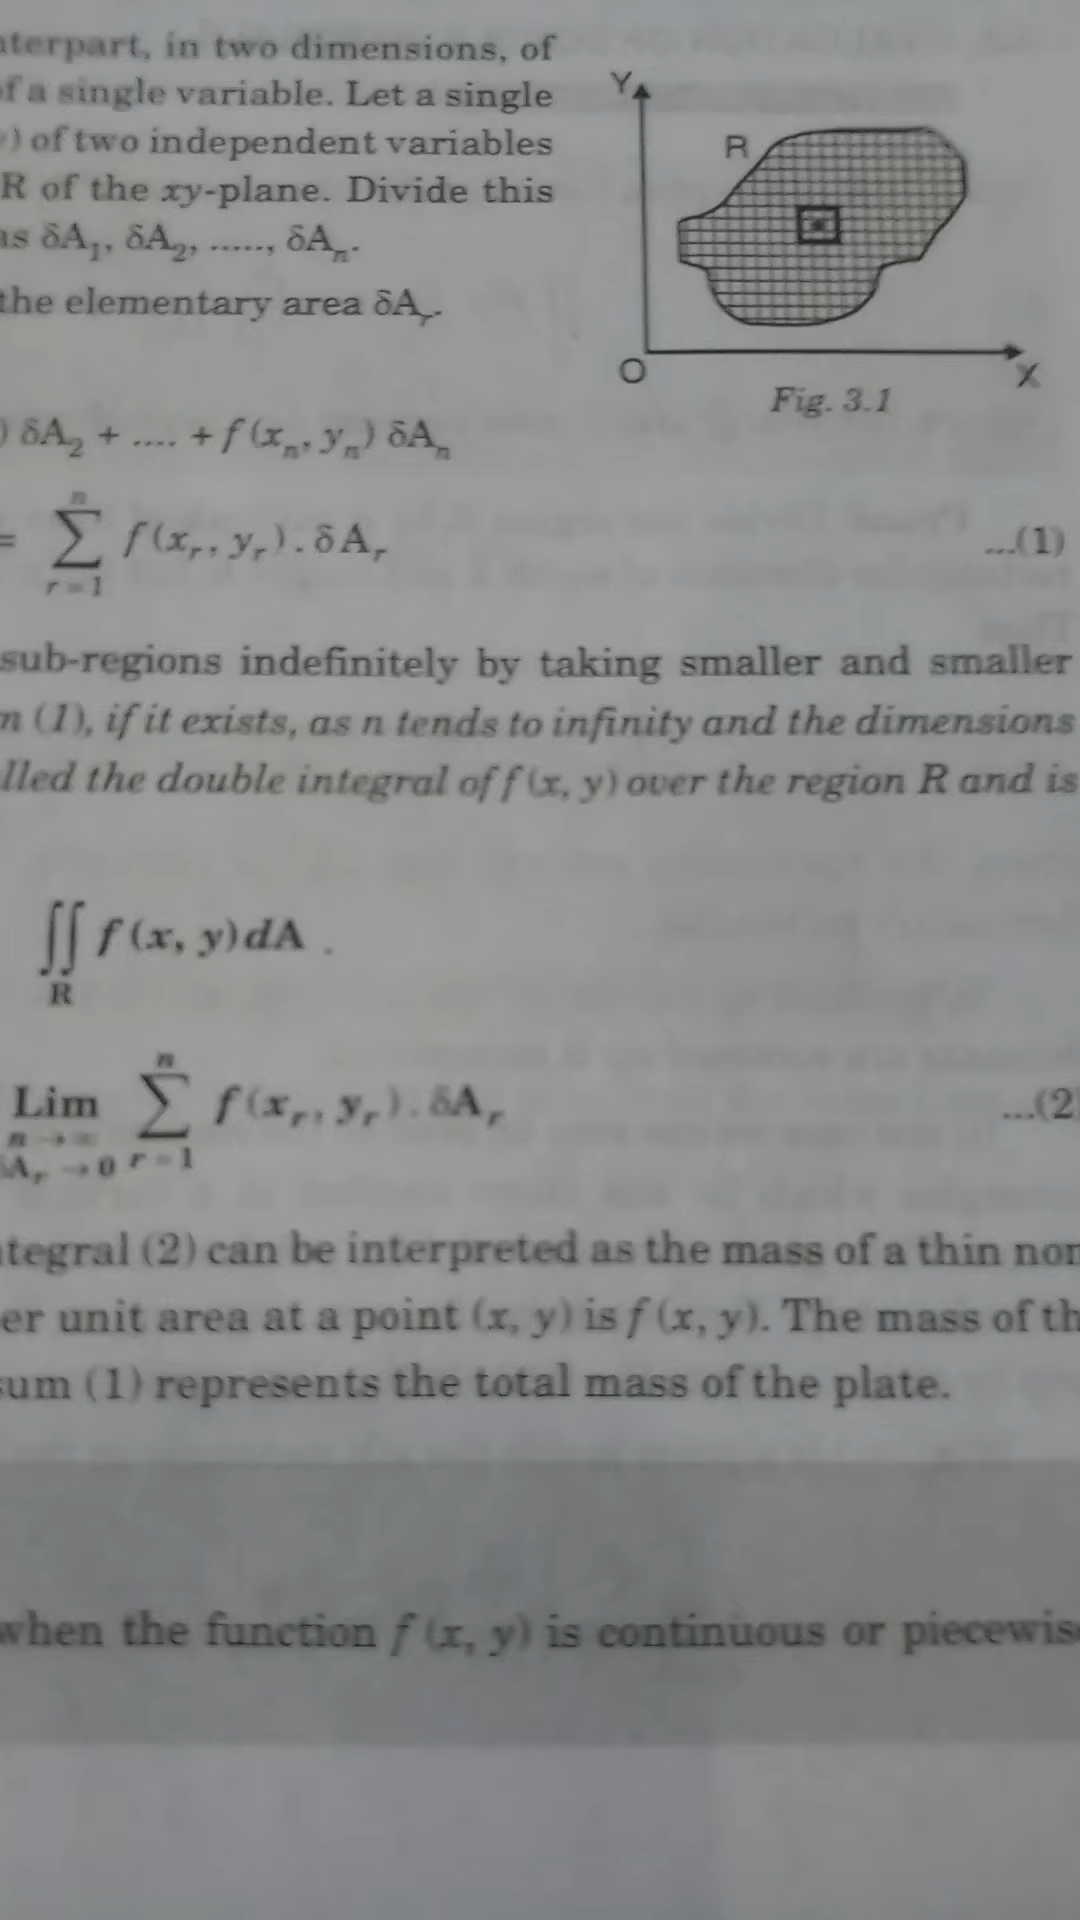 terpart, in two dimensions, of
of a single variable. Let a single
) of two independent variables
R of the xy-plane. Divide this
as δA₁, δA₂, ......, δAₙ.
the elementary area δAᵣ.
Y
R
O
X
Fig. 3.1
) δA₂ + .... + f (xₙ, yₙ) δAₙ
= n ∑ r = 1 f (xᵣ, yᵣ) . δAᵣ ...(1)
sub-regions indefinitely by taking smaller and smaller
n (1), if it exists, as n tends to infinity and the dimensions
lled the double integral of f (x, y) over the region R and is
∬ f (x, y) dA .
R
Lim n → ∞ δAᵣ → 0 n ∑ r = 1 f (xᵣ, yᵣ) . δAᵣ ...(2
tegral (2) can be interpreted as the mass of a thin non
er unit area at a point (x, y) is f (x, y). The mass of th
sum (1) represents the total mass of the plate.
when the function f (x, y) is continuous or piecewise